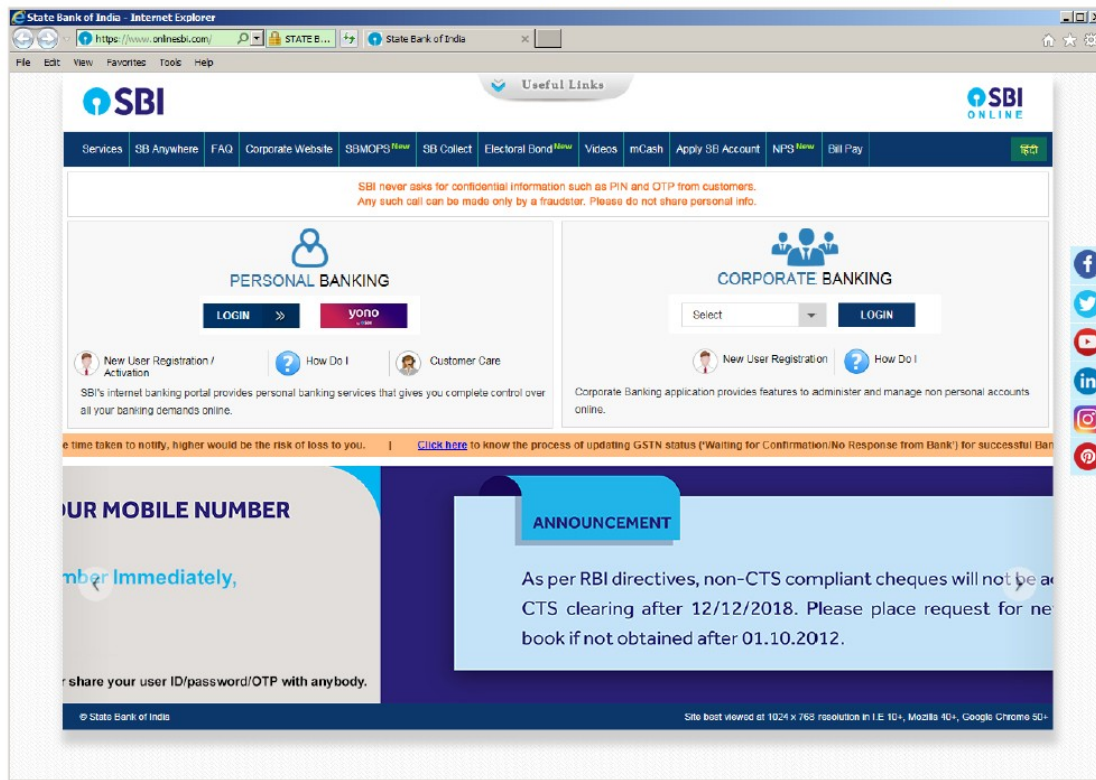 State Bank of India - Internet Explorer
https://www.onlinesbi.com/
STATE B...
State Bank of India
File Edit View Favorites Tools Help
Useful Links
SBI
SBI
ONLINE
Services SB Anywhere FAQ Corporate Website SBMOPS New SB Collect Electoral Bond New Videos mCash Apply SB Account NPS New Bill Pay हिंदी
SBI never asks for confidential information such as PIN and OTP from customers.
Any such call can be made only by a fraudster. Please do not share personal info.
PERSONAL BANKING
LOGIN
yono
New User Registration /
Activation
How Do I
Customer Care
SBI's internet banking portal provides personal banking services that gives you complete control over
all your banking demands online.
CORPORATE BANKING
Select
LOGIN
New User Registration
How Do I
Corporate Banking application provides features to administer and manage non personal accounts
online.
e time taken to notify, higher would be the risk of loss to you. | Click here to know the process of updating GSTN status ('Waiting for Confirmation/No Response from Bank') for successful Ban
UR MOBILE NUMBER
mber Immediately,
r share your user ID/password/OTP with anybody.
ANNOUNCEMENT
As per RBI directives, non-CTS compliant cheques will not be a
CTS clearing after 12/12/2018. Please place request for ne
book if not obtained after 01.10.2012.
© State Bank of India
Site best viewed at 1024 x 768 resolution in I.E 10+, Mozilla 40+, Google Chrome 50+